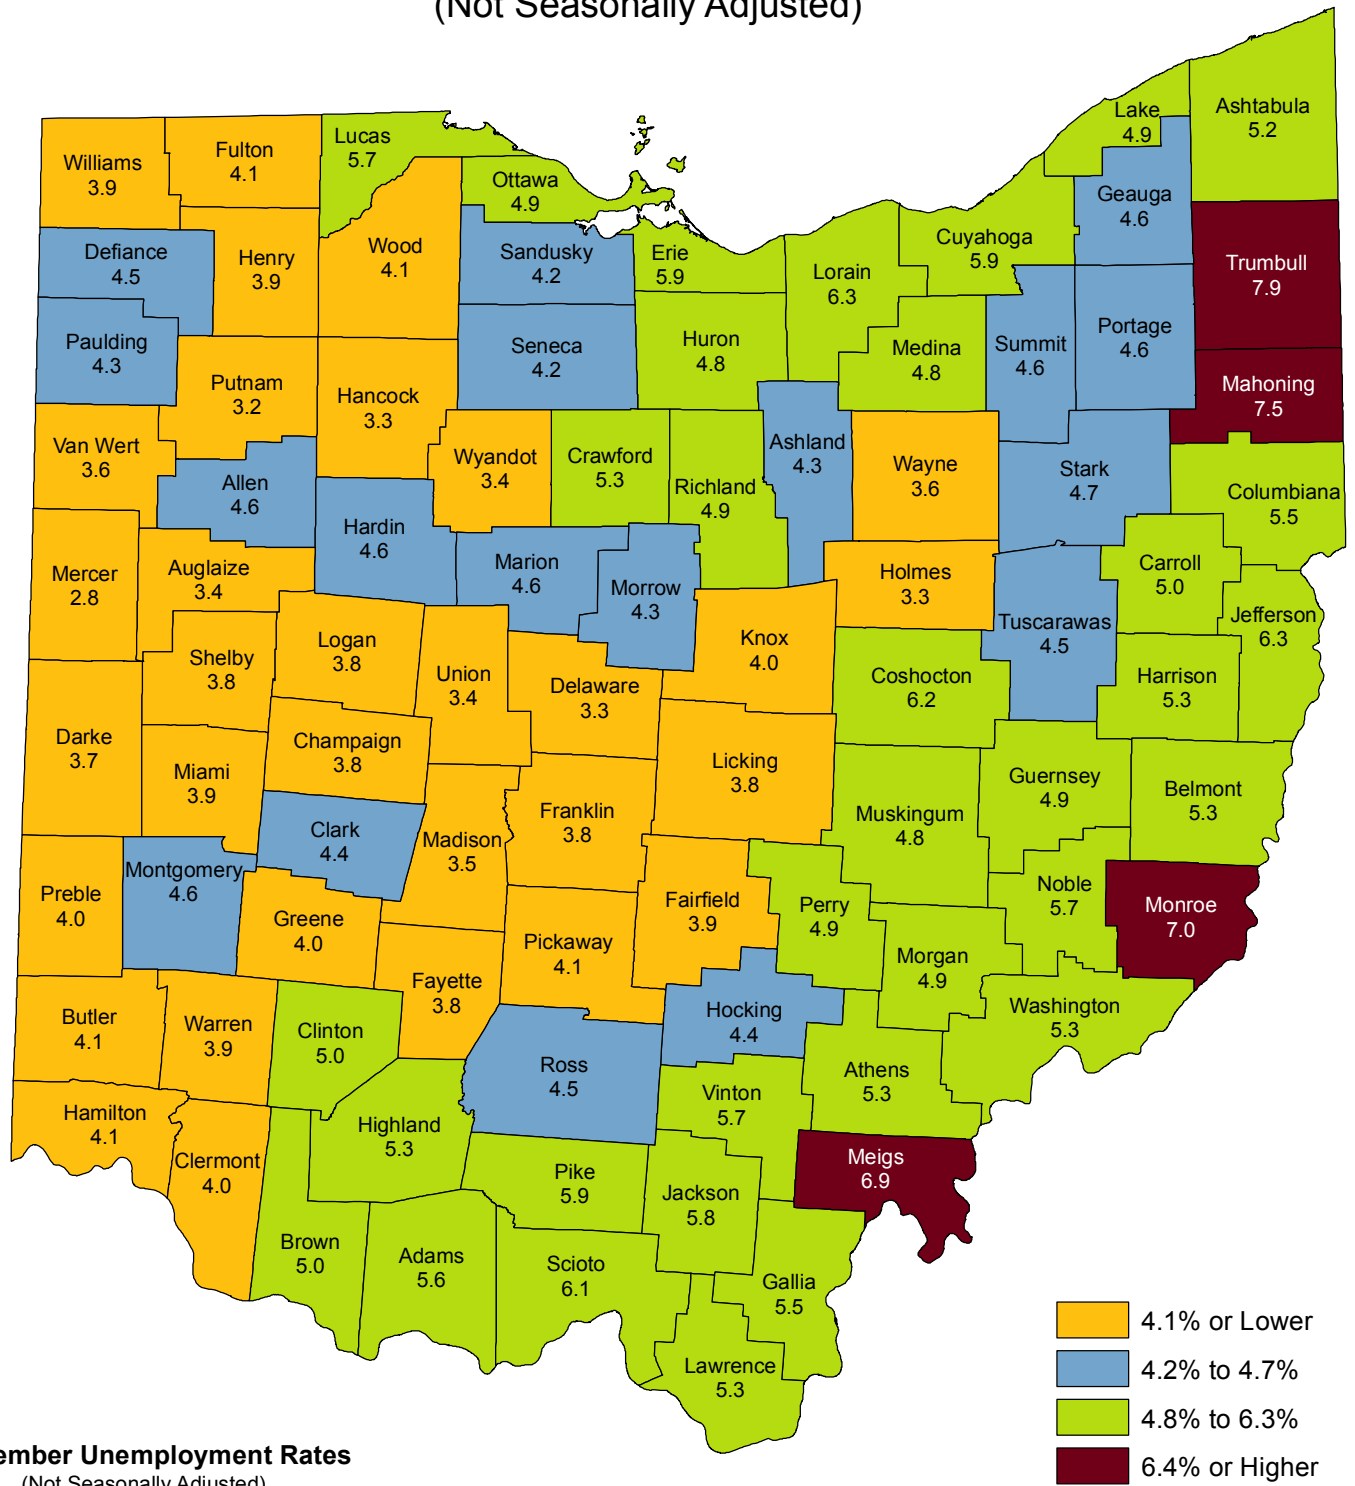 (Not Seasonally Adjusted)
Williams
3.9
Fulton
4.1
Lucas
5.7
Ottawa
4.9
Lake
4.9
Ashtabula
5.2
Geauga
4.6
Defiance
4.5
Henry
3.9
Wood
4.1
Sandusky
4.2
Erie
5.9
Lorain
6.3
Cuyahoga
5.9
Trumbull
7.9
Paulding
4.3
Seneca
4.2
Huron
4.8
Medina
4.8
Summit
4.6
Portage
4.6
Putnam
3.2
Hancock
3.3
Mahoning
7.5
Van Wert
3.6
Allen
4.6
Wyandot
3.4
Crawford
5.3
Richland
4.9
Ashland
4.3
Wayne
3.6
Stark
4.7
Columbiana
5.5
Hardin
4.6
Mercer
2.8
Auglaize
3.4
Marion
4.6
Morrow
4.3
Holmes
3.3
Carroll
5.0
Tuscarawas
4.5
Jefferson
6.3
Shelby
3.8
Logan
3.8
Union
3.4
Delaware
3.3
Knox
4.0
Coshocton
6.2
Harrison
5.3
Darke
3.7
Miami
3.9
Champaign
3.8
Licking
3.8
Guernsey
4.9
Belmont
5.3
Franklin
3.8
Muskingum
4.8
Clark
4.4
Madison
3.5
Preble
4.0
Montgomery
4.6
Greene
4.0
Fairfield
3.9
Perry
4.9
Noble
5.7
Monroe
7.0
Pickaway
4.1
Morgan
4.9
Fayette
3.8
Hocking
4.4
Washington
5.3
Butler
4.1
Warren
3.9
Clinton
5.0
Ross
4.5
Athens
5.3
Vinton
5.7
Hamilton
4.1
Highland
5.3
Clermont
4.0
Pike
5.9
Jackson
5.8
Meigs
6.9
Brown
5.0
Adams
5.6
Scioto
6.1
Gallia
5.5
Lawrence
5.3
4.1% or Lower
4.2% to 4.7%
4.8% to 6.3%
6.4% or Higher
ember Unemployment Rates
(Not Seasonally Adjusted)